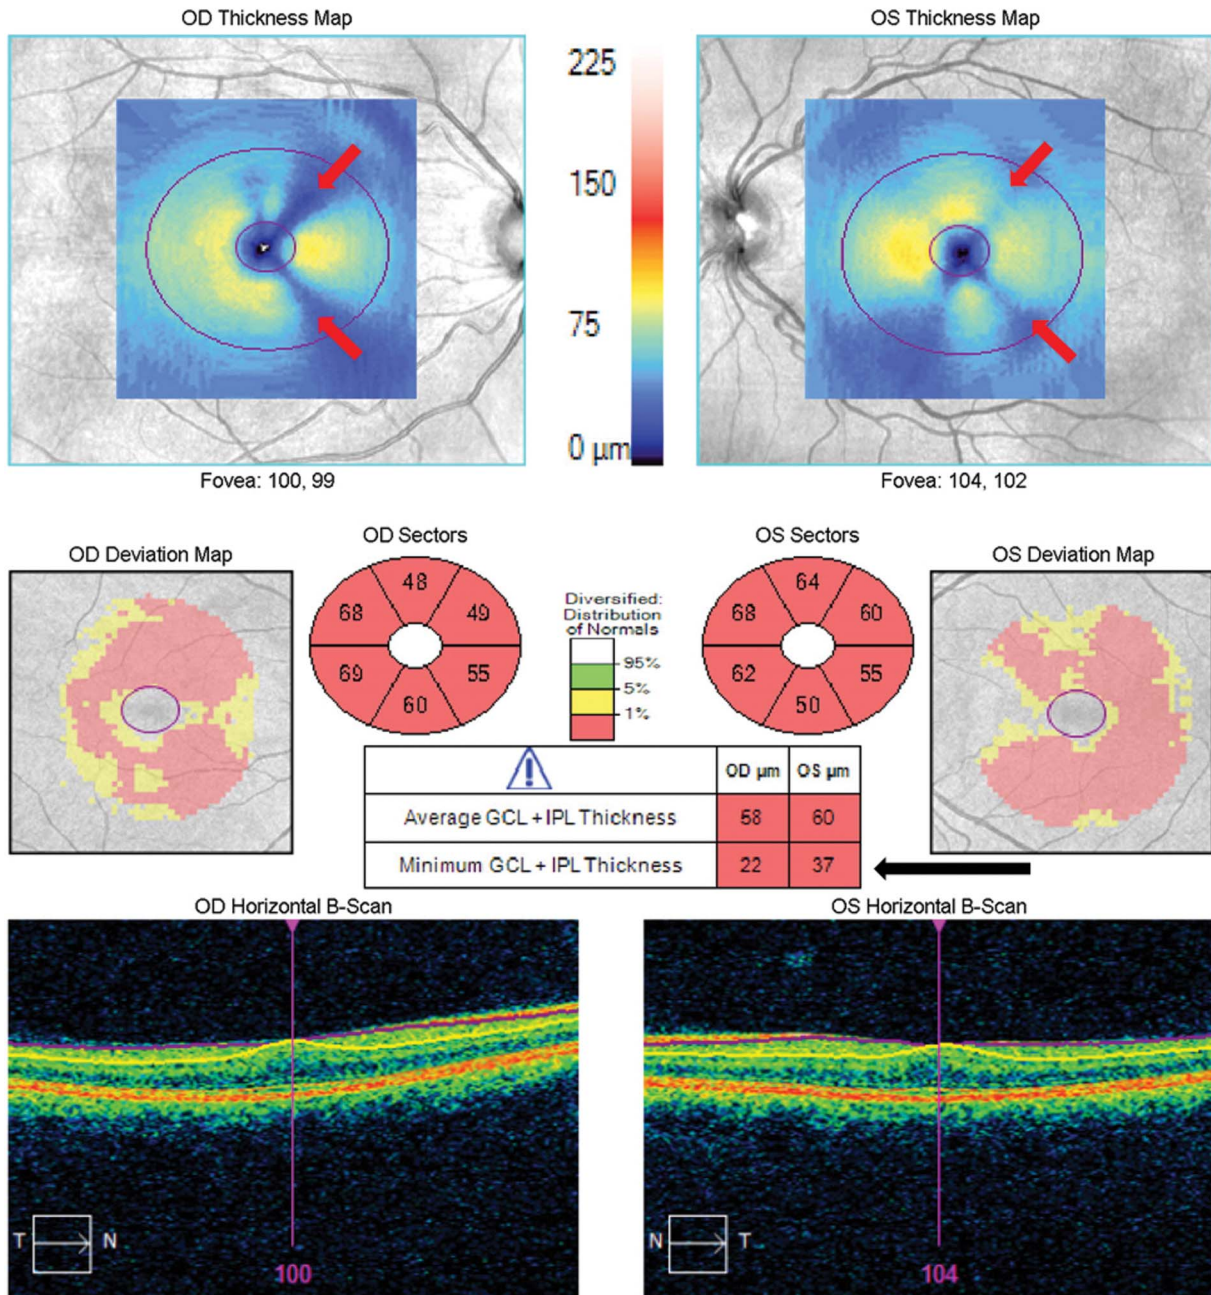 OD Thickness Map
OS Thickness Map
225
150
75
0 µm
Fovea: 100, 99
Fovea: 104, 102
OD Deviation Map
OD Sectors
48
68
49
69
55
60
Diversified:
Distribution
of Normals
95%
5%
1%
OS Sectors
64
68
60
62
55
50
OS Deviation Map
OD µm
OS µm
Average GCL + IPL Thickness
58
60
Minimum GCL + IPL Thickness
22
37
OD Horizontal B-Scan
OS Horizontal B-Scan
T
N
100
N
T
104